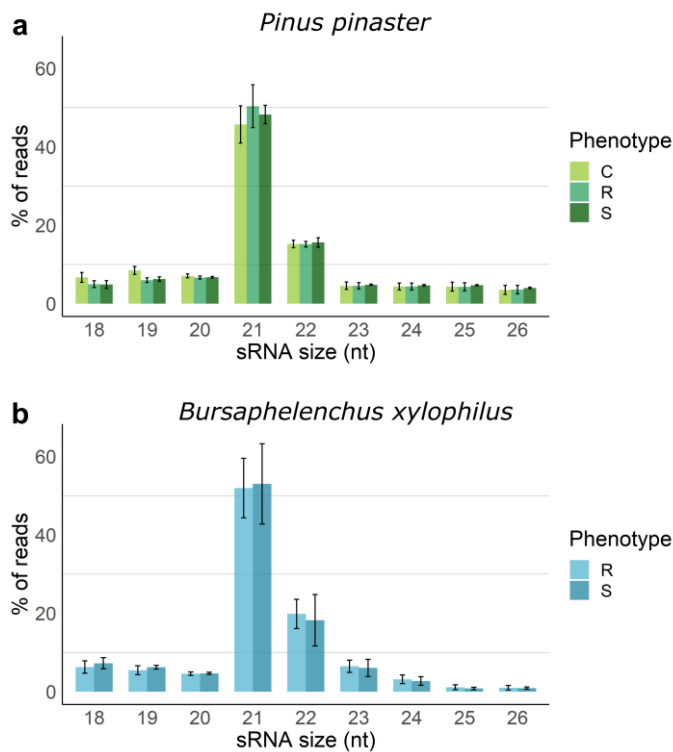 a
Pinus pinaster
60
40
20
0
% of reads
18 19 20 21 22 23 24 25 26
sRNA size (nt)
Phenotype
C
R
S
b
Bursaphelenchus xylophilus
60
40
20
0
% of reads
18 19 20 21 22 23 24 25 26
sRNA size (nt)
Phenotype
R
S